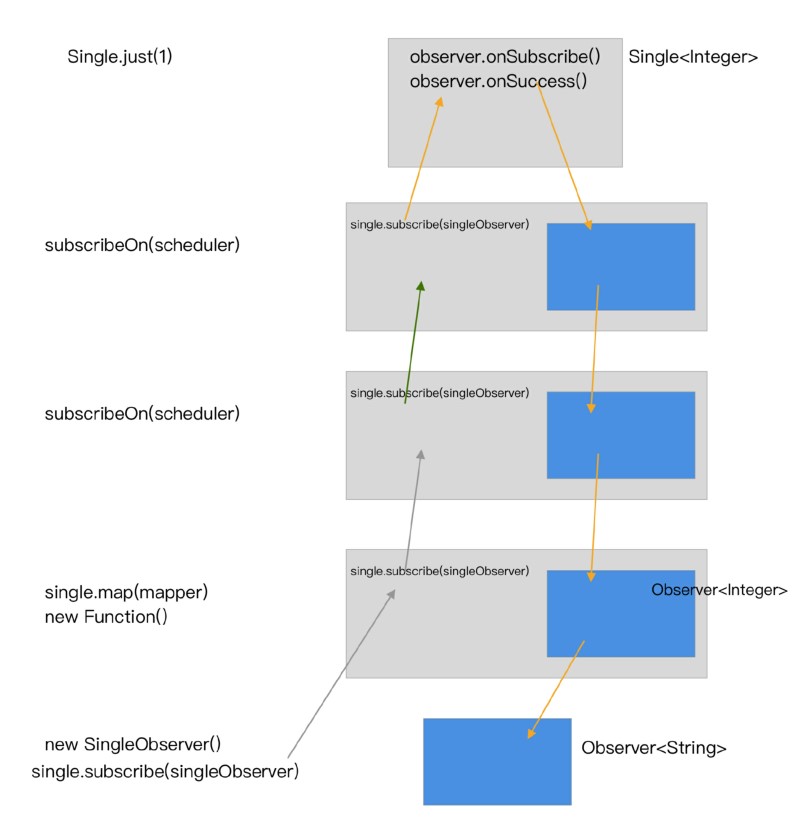 Single.just(1)
observer.onSubscribe()
observer.onSuccess()
Single<Integer>
subscribeOn(scheduler)
single.subscribe(singleObserver)
subscribeOn(scheduler)
single.subscribe(singleObserver)
single.map(mapper)
new Function()
single.subscribe(singleObserver)
Observer<Integer>
new SingleObserver()
single.subscribe(singleObserver)
Observer<String>